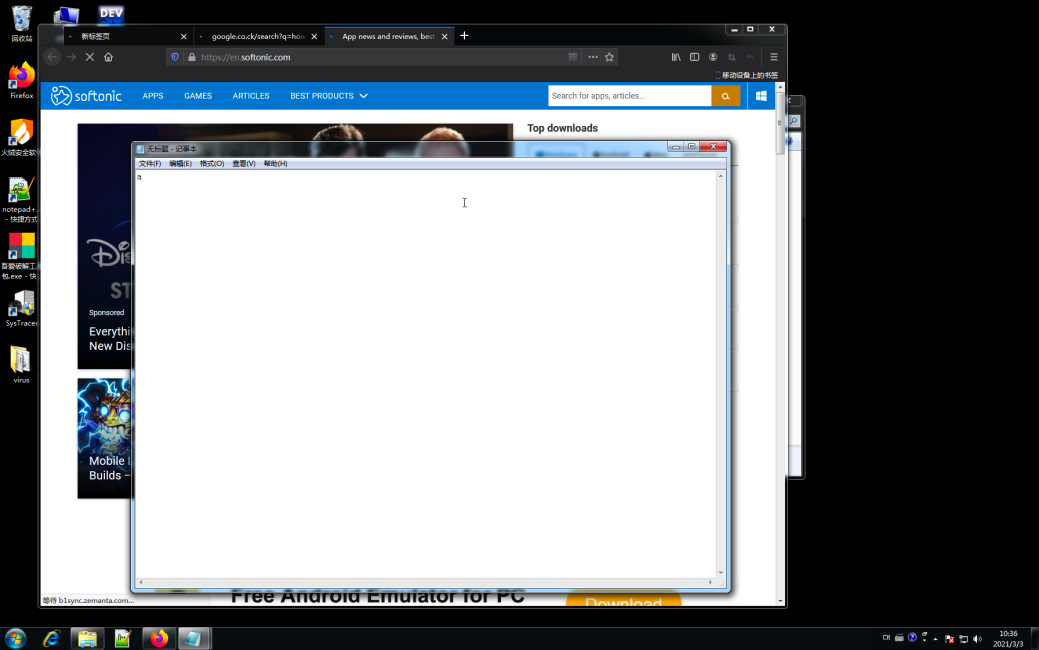 DEV
回收站
Firefox
火绒安全软
notepad+
- 快捷方式
吾爱破解工
包.exe - 快
SysTracer
virus
新标签页
google.co.ck/search?q=how
App news and reviews, best
https://en.softonic.com
移动设备上的书签
softonic
APPS
GAMES
ARTICLES
BEST PRODUCTS
Search for apps, articles...
Top downloads
无标题 - 记事本
文件(F) 编辑(E) 格式(O) 查看(V) 帮助(H)
a
Dis
ST
Sponsored
Everythi
New Dis
Mobile
Builds –
Free Android Emulator for PC
Download
等待 b1sync.zemanta.com...
CH
10:36
2021/3/3